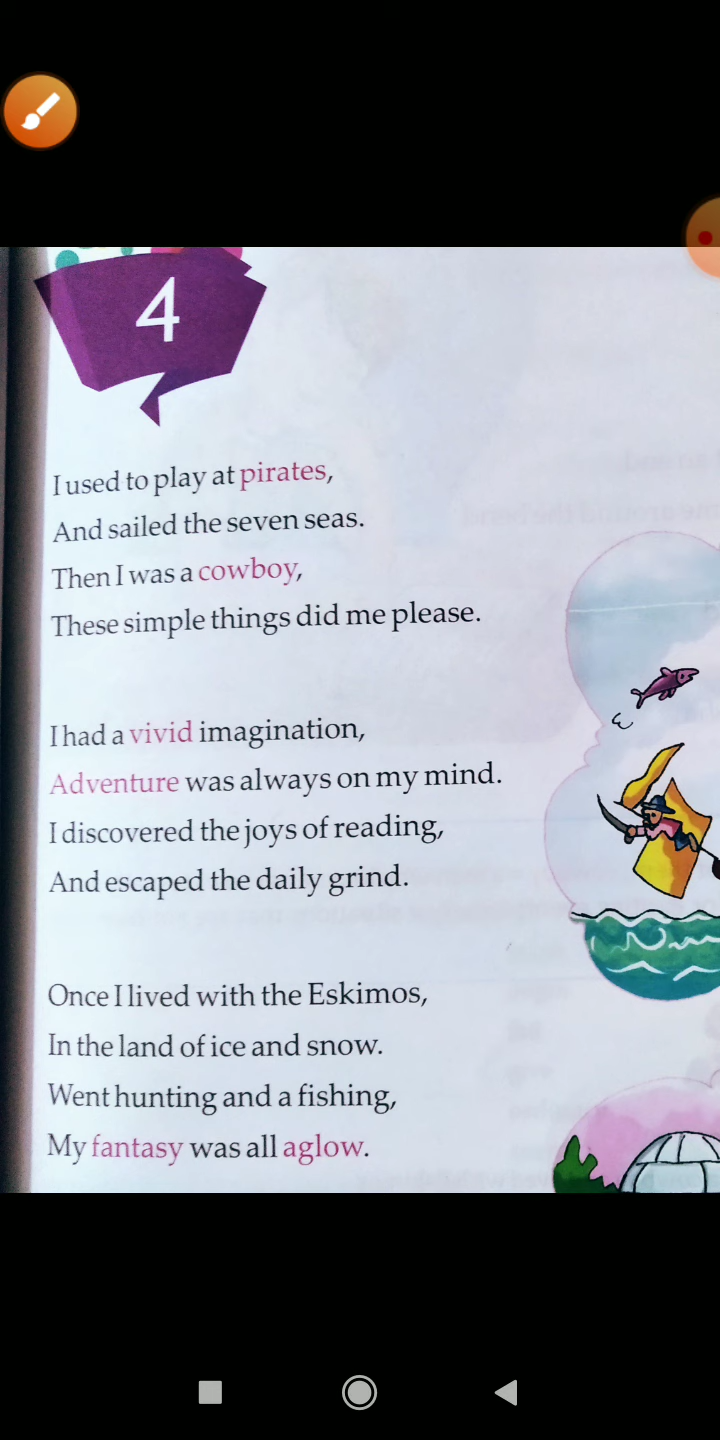 4
I used to play at pirates,
And sailed the seven seas.
Then I was a cowboy,
These simple things did me please.
I had a vivid imagination,
Adventure was always on my mind.
I discovered the joys of reading,
And escaped the daily grind.
Once I lived with the Eskimos,
In the land of ice and snow.
Went hunting and a fishing,
My fantasy was all aglow.